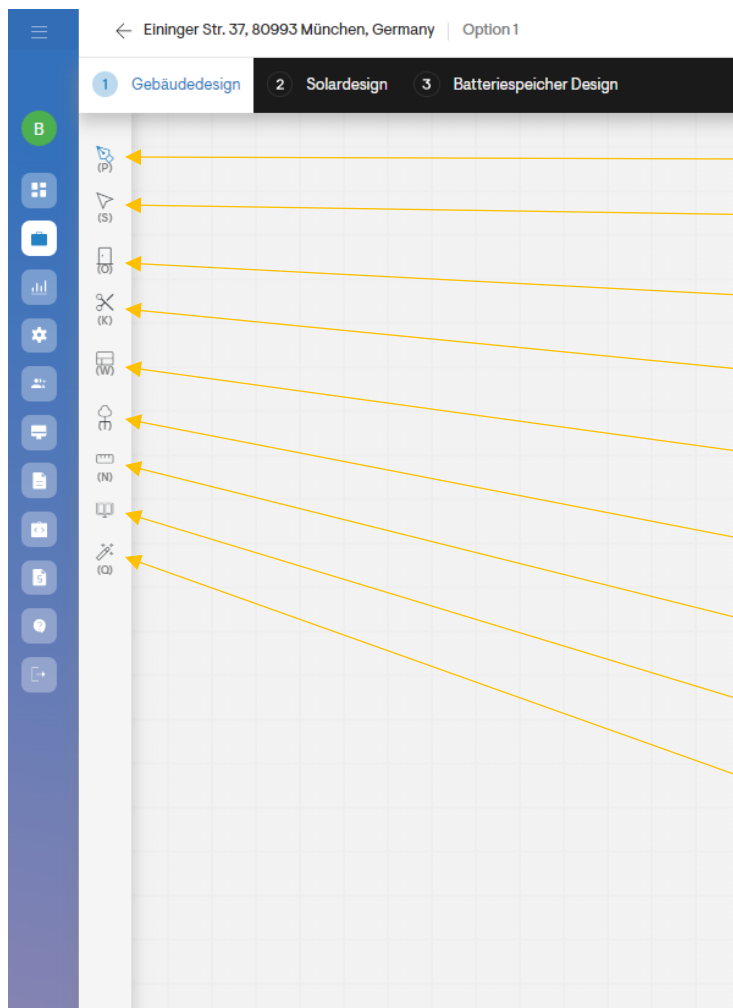 Eininger Str. 37, 80993 München, Germany Option 1
1 Gebäudedesign 2 Solardesign 3 Batteriespeicher Design
B
(P)
(S)
(O)
(K)
(W)
(T)
(N)
(Q)